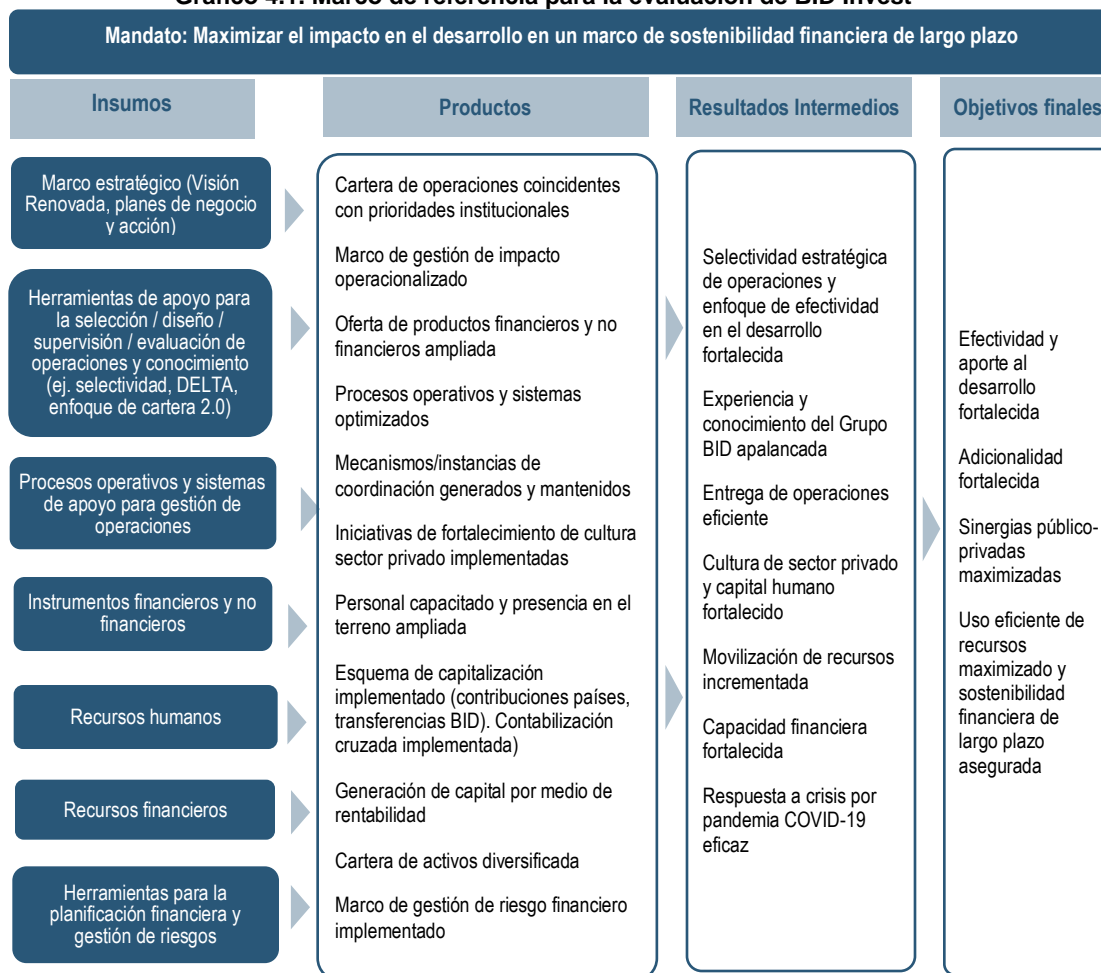 Gráfico 4.1. Marco de referencia para la evaluación de BID Invest
Mandato: Maximizar el impacto en el desarrollo en un marco de sostenibilidad financiera de largo plazo
Insumos
Productos
Resultados Intermedios
Objetivos finales
Marco estratégico (Visión
Renovada, planes de negocio
y acción)
Herramientas de apoyo para
la selección / diseño /
supervisión / evaluación de
operaciones y conocimiento
(ej. selectividad, DELTA,
enfoque de cartera 2.0)
Procesos operativos y sistemas
de apoyo para gestión de
operaciones
Instrumentos financieros y no
financieros
Recursos humanos
Recursos financieros
Herramientas para la
planificación financiera y
gestión de riesgos
Cartera de operaciones coincidentes
con prioridades institucionales
Marco de gestión de impacto
operacionalizado
Oferta de productos financieros y no
financieros ampliada
Procesos operativos y sistemas
optimizados
Mecanismos/instancias de
coordinación generados y mantenidos
Iniciativas de fortalecimiento de cultura
sector privado implementadas
Personal capacitado y presencia en el
terreno ampliada
Esquema de capitalización
implementado (contribuciones países,
transferencias BID). Contabilización
cruzada implementada)
Generación de capital por medio de
rentabilidad
Cartera de activos diversificada
Marco de gestión de riesgo financiero
implementado
Selectividad estratégica
de operaciones y
enfoque de efectividad
en el desarrollo
fortalecida
Experiencia y
conocimiento del Grupo
BID apalancada
Entrega de operaciones
eficiente
Cultura de sector privado
y capital humano
fortalecido
Movilización de recursos
incrementada
Capacidad financiera
fortalecida
Respuesta a crisis por
pandemia COVID-19
eficaz
Efectividad y
aporte al
desarrollo
fortalecida
Adicionalidad
fortalecida
Sinergias público-
privadas
maximizadas
Uso eficiente de
recursos
maximizado y
sostenibilidad
financiera de
largo plazo
asegurada